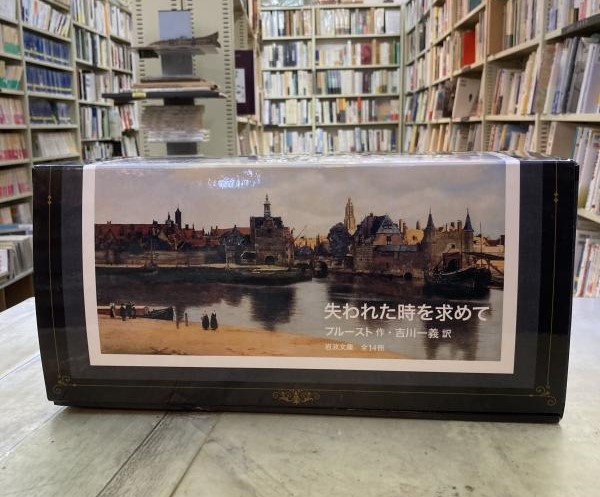 失われた時を求めて
プルースト 作・吉川一義 訳
岩波文庫 全14冊